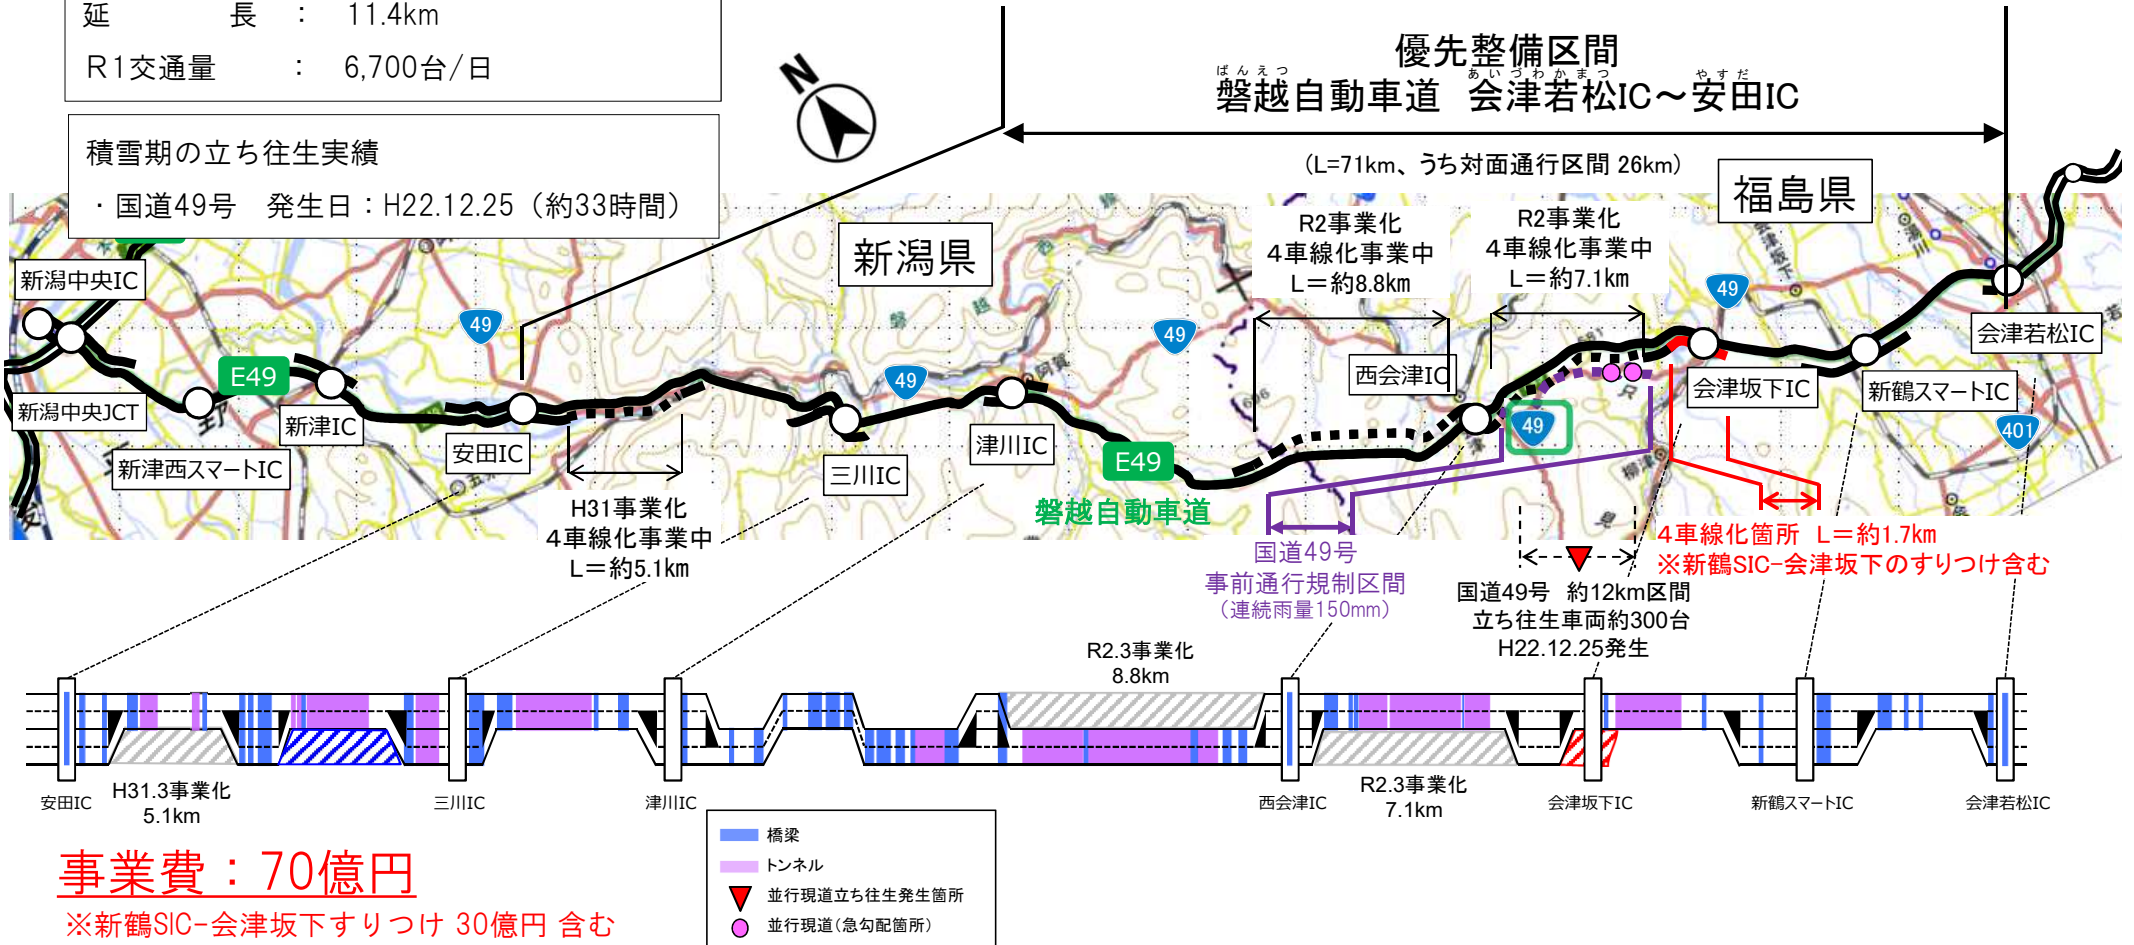 延　　　　長　：　11.4km
R1交通量　　：　6,700台/日
積雪期の立ち往生実績
・国道49号　発生日：H22.12.25（約33時間）
N
優先整備区間
ばんえつ　あいづわかまつ　やすだ
磐越自動車道　会津若松IC～安田IC
(L=71km、うち対面通行区間 26km)
福島県
新潟県
R2事業化
4車線化事業中
L＝約8.8km
R2事業化
4車線化事業中
L＝約7.1km
新潟中央IC
新潟中央JCT
E49
新津西スマートIC
新津IC
49
安田IC
H31事業化
4車線化事業中
L＝約5.1km
三川IC
49
津川IC
49
E49
磐越自動車道
西会津IC
49
49
会津坂下IC
新鶴スマートIC
会津若松IC
401
国道49号
事前通行規制区間
（連続雨量150mm）
4車線化箇所 L＝約1.7km
※新鶴SIC-会津坂下のすりつけ含む
国道49号　約12km区間
立ち往生車両約300台
H22.12.25発生
R2.3事業化
8.8km
H31.3事業化
5.1km
R2.3事業化
7.1km
安田IC
三川IC
津川IC
西会津IC
会津坂下IC
新鶴スマートIC
会津若松IC
事業費：70億円
※新鶴SIC-会津坂下すりつけ 30億円 含む
橋梁
トンネル
並行現道立ち往生発生箇所
並行現道（急勾配箇所）